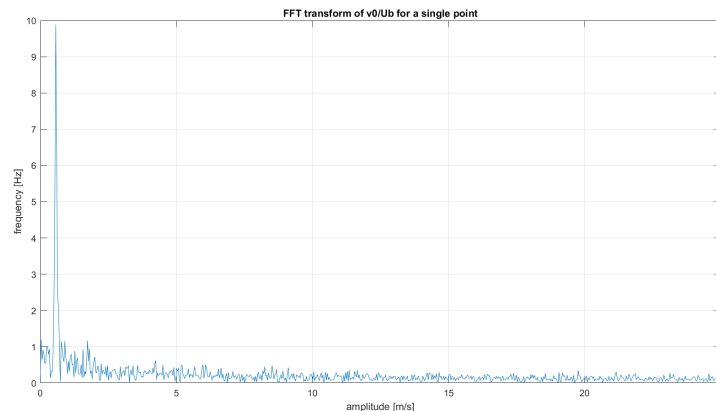 FFT transform of v0/Ub for a single point
10
9
8
7
6
5
4
3
2
1
0
frequency [Hz]
0 5 10 15 20
amplitude [m/s]